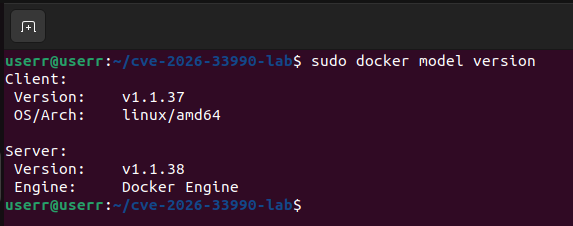 userr@userr:~/cve-2026-33990-lab$ sudo docker model version
Client:
 Version:    v1.1.37
 OS/Arch:    linux/amd64

Server:
 Version:    v1.1.38
 Engine:     Docker Engine
userr@userr:~/cve-2026-33990-lab$